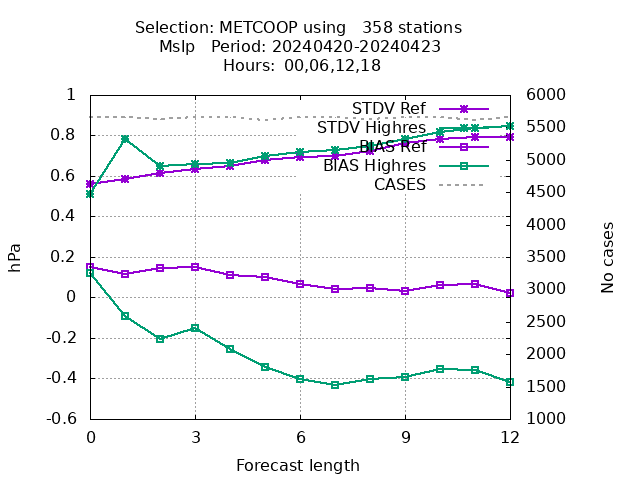 Selection: METCOOP using   358 stations
Mslp   Period: 20240420-20240423
Hours: 00,06,12,18
STDV Ref
STDV Highres
BIAS Ref
BIAS Highres
CASES
1
0.8
0.6
0.4
0.2
0
-0.2
-0.4
-0.6
6000
5500
5000
4500
4000
3500
3000
2500
2000
1500
1000
hPa
No cases
0 3 6 9 12
Forecast length